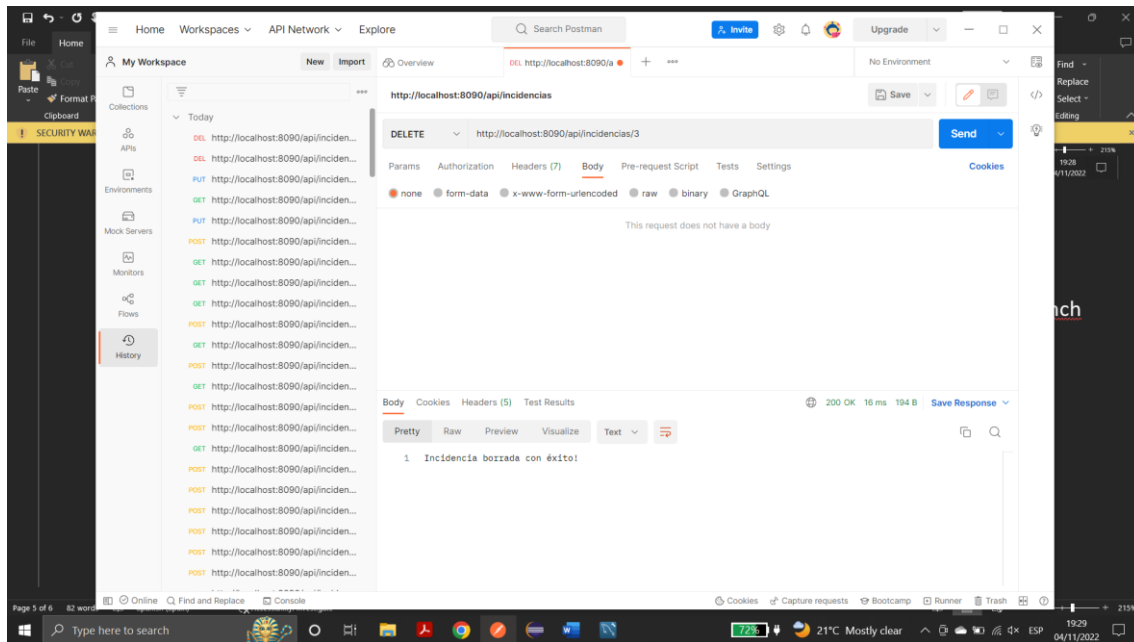 File
Home
Cut
Paste
Copy
Format P
Clipboard
SECURITY WAR
Home Workspaces API Network Explore
Search Postman
Invite
Upgrade
My Workspace
New Import
Overview
DEL http://localhost:8090/a
No Environment
Find
Replace
Select
Editing
215%
19:28
4/11/2022
nch
Collections
APIs
Environments
Mock Servers
Monitors
Flows
History
Today
DEL http://localhost:8090/api/inciden...
DEL http://localhost:8090/api/inciden...
PUT http://localhost:8090/api/inciden...
GET http://localhost:8090/api/inciden...
PUT http://localhost:8090/api/inciden...
POST http://localhost:8090/api/inciden...
GET http://localhost:8090/api/inciden...
GET http://localhost:8090/api/inciden...
GET http://localhost:8090/api/inciden...
POST http://localhost:8090/api/inciden...
GET http://localhost:8090/api/inciden...
POST http://localhost:8090/api/inciden...
GET http://localhost:8090/api/inciden...
POST http://localhost:8090/api/inciden...
POST http://localhost:8090/api/inciden...
GET http://localhost:8090/api/inciden...
POST http://localhost:8090/api/inciden...
POST http://localhost:8090/api/inciden...
POST http://localhost:8090/api/inciden...
POST http://localhost:8090/api/inciden...
POST http://localhost:8090/api/inciden...
http://localhost:8090/api/incidencias
Save
DELETE http://localhost:8090/api/incidencias/3
Send
Params Authorization Headers (7) Body Pre-request Script Tests Settings
Cookies
none form-data x-www-form-urlencoded raw binary GraphQL
This request does not have a body
Body Cookies Headers (5) Test Results
200 OK 16 ms 194 B Save Response
Pretty Raw Preview Visualize Text
1 Incidencia borrada con éxito!
Online Find and Replace Console
Cookies Capture requests Bootcamp Runner Trash
Page 5 of 6 82 word
215%
Type here to search
72%
21°C Mostly clear
ESP
19:29
04/11/2022